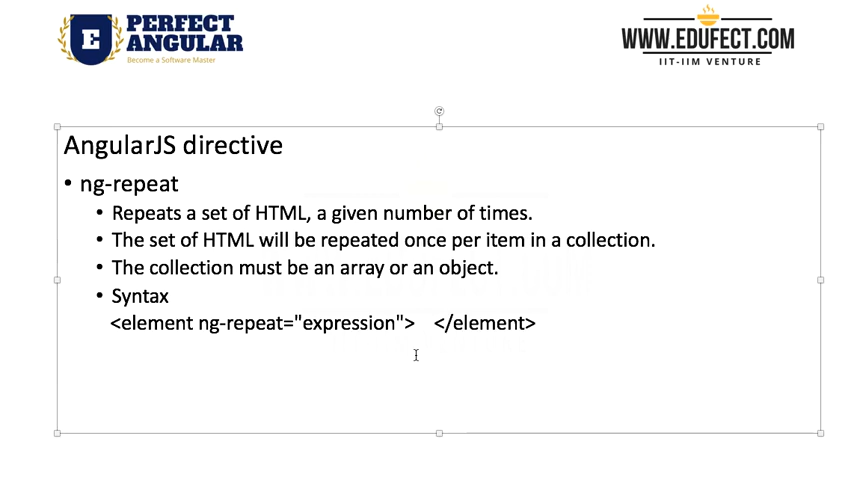 PERFECT
ANGULAR
Become a Software Master
E
WWW.EDUFECT.COM
IIT-IIM VENTURE
AngularJS directive
• ng-repeat
• Repeats a set of HTML, a given number of times.
• The set of HTML will be repeated once per item in a collection.
• The collection must be an array or an object.
• Syntax
<element ng-repeat="expression"> </element>